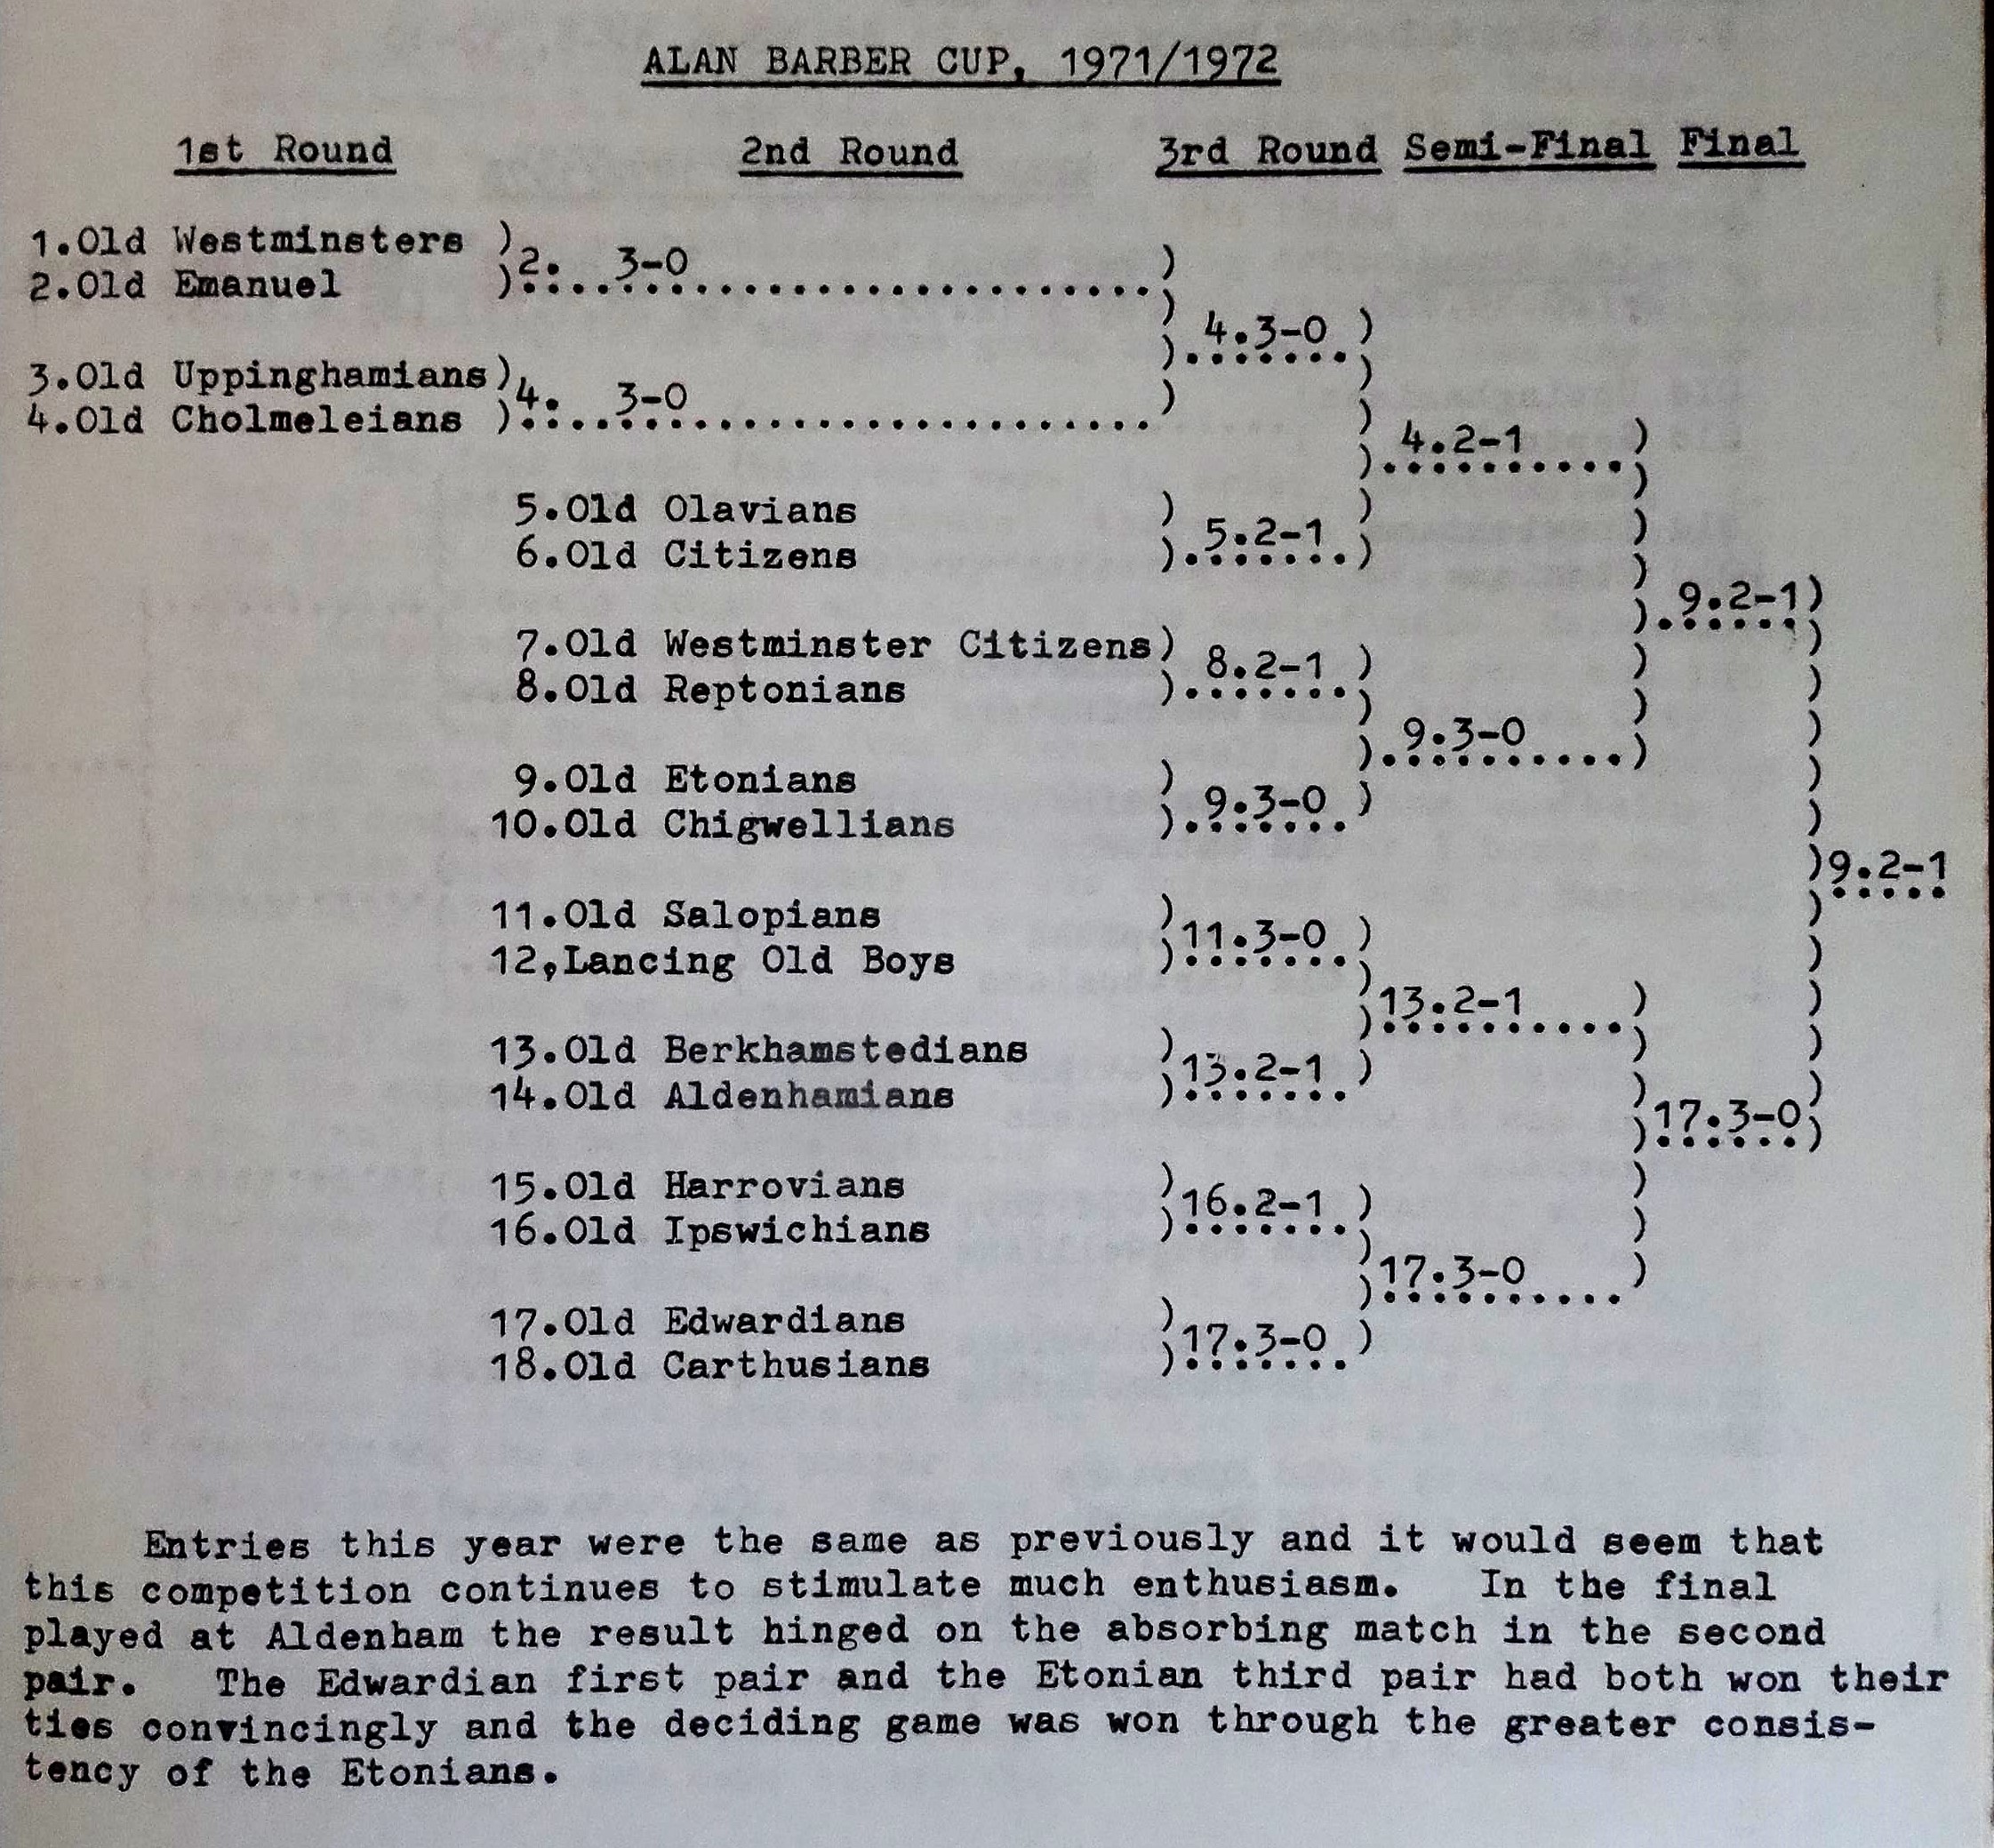 ALAN BARBER CUP, 1971/1972
1st Round 2nd Round 3rd Round Semi-Final Final
1.Old Westminsters )
)2. 3-0 )
2.Old Emanuel ).............................)
)
4.3-0 )
).......)
3.Old Uppinghamians) )
)4. 3-0 )
4.Old Cholmeleians )........................... )
4.2-1 )
)..........)
5.Old Olavians ) ) )
5.2-1 )
6.Old Citizens ).......) )
9.2-1)
)......)
7.Old Westminster Citizens) )
8.2-1 ) )
8.Old Reptonians ).......) ) )
9.3-0 )
)..........) )
9.Old Etonians ) )
9.3-0 ) )
10.Old Chigwellians )....... )
)9.2-1
.....
11.Old Salopians ) )
)11.3-0 ) )
12,Lancing Old Boys ).......) )
)13.2-1 ) )
)..........)
13.Old Berkhamstedians ) ) )
)13.2-1 ) )
14.Old Aldenhamians )....... ) )
)17.3-0)
)......)
15.Old Harrovians ) )
)16.2-1 )
16.Old Ipswichians ).......) )
)17.3-0 )
)..........
17.Old Edwardians )
)17.3-0 )
18.Old Carthusians ).......
Entries this year were the same as previously and it would seem that
this competition continues to stimulate much enthusiasm. In the final
played at Aldenham the result hinged on the absorbing match in the second
pair. The Edwardian first pair and the Etonian third pair had both won their
ties convincingly and the deciding game was won through the greater consis-
tency of the Etonians.